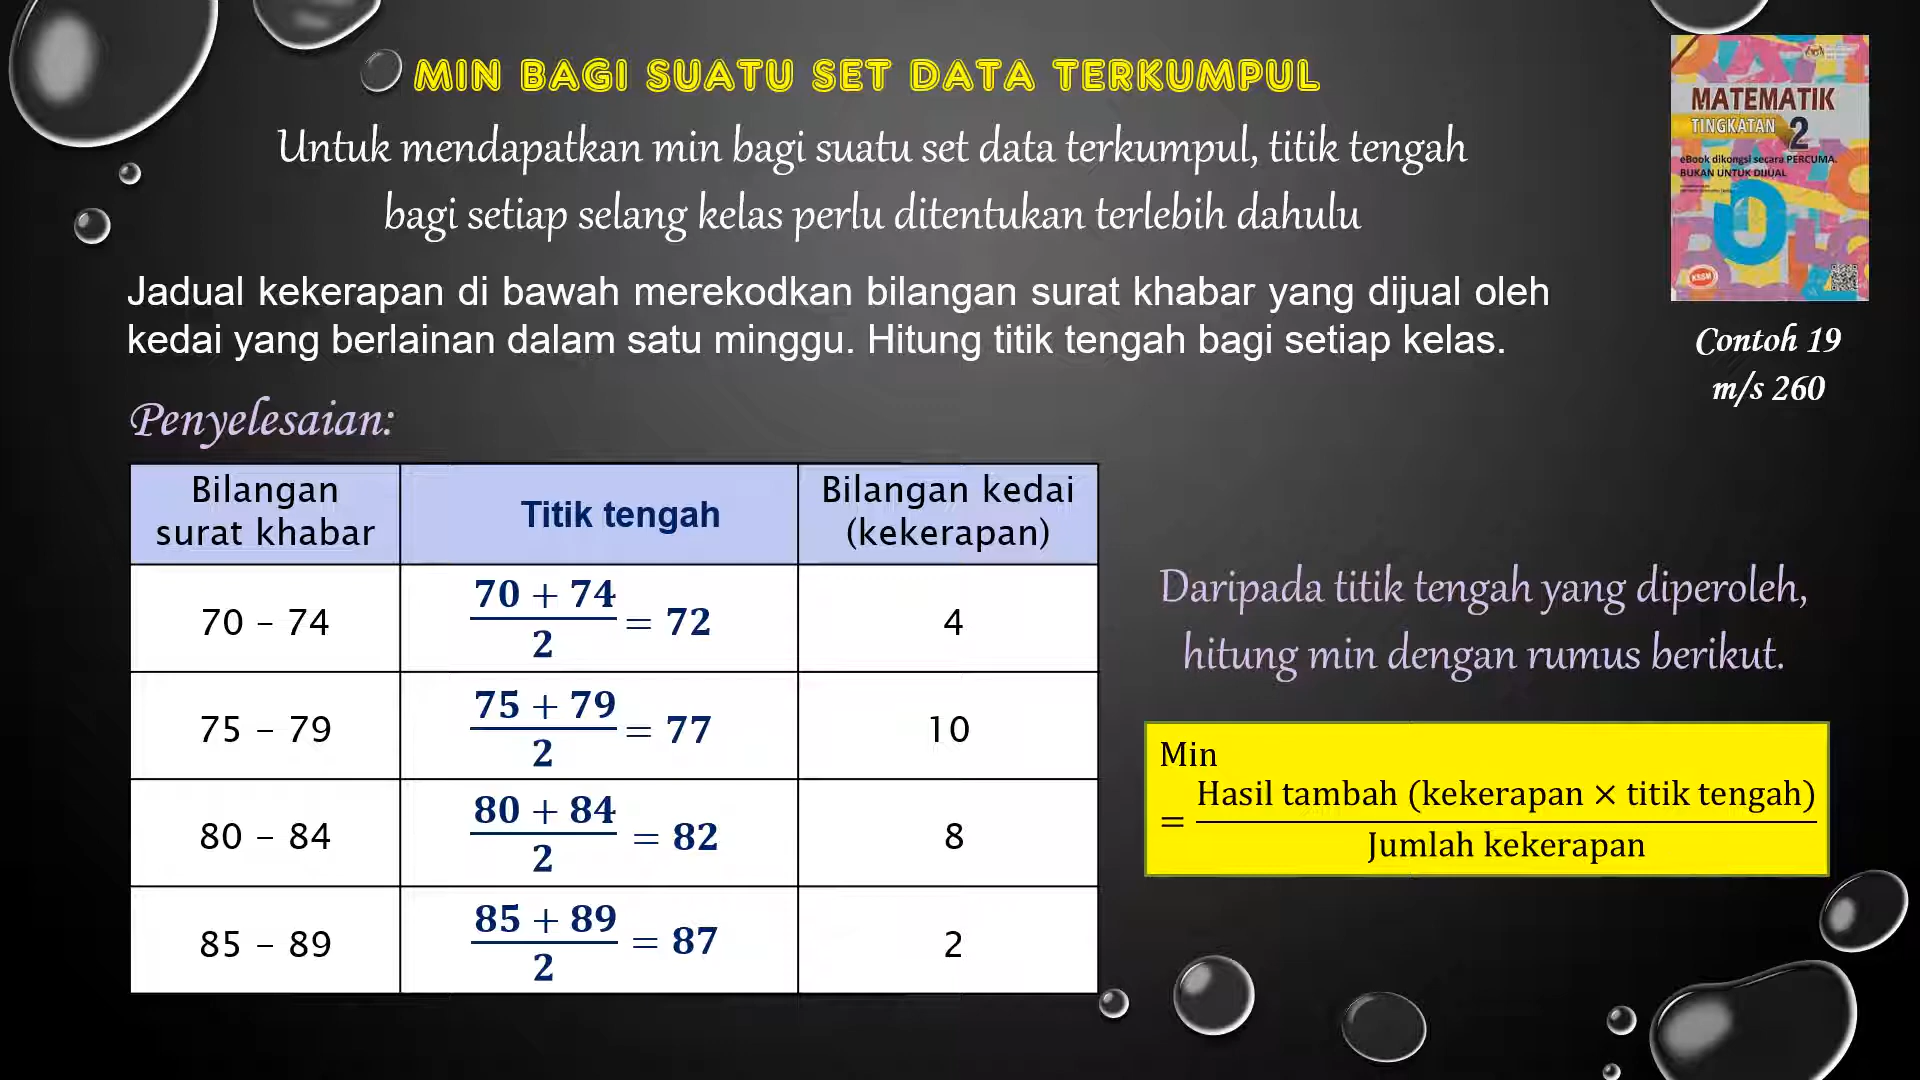 MIN BAGI SUATU SET DATA TERKUMPUL
Untuk mendapatkan min bagi suatu set data terkumpul, titik tengah
bagi setiap selang kelas perlu ditentukan terlebih dahulu
Jadual kekerapan di bawah merekodkan bilangan surat khabar yang dijual oleh
kedai yang berlainan dalam satu minggu. Hitung titik tengah bagi setiap kelas.
MATEMATIK
TINGKATAN 2
eBook dikongsi secara PERCUMA.
BUKAN UNTUK DIJUAL
KSSM
Contoh 19
m/s 260
Penyelesaian:
Bilangan surat khabar | Titik tengah | Bilangan kedai (kekerapan)
70 – 74 | (70 + 74)/2 = 72 | 4
75 – 79 | (75 + 79)/2 = 77 | 10
80 – 84 | (80 + 84)/2 = 82 | 8
85 – 89 | (85 + 89)/2 = 87 | 2
Daripada titik tengah yang diperoleh,
hitung min dengan rumus berikut.
Min
= Hasil tambah (kekerapan × titik tengah)
Jumlah kekerapan